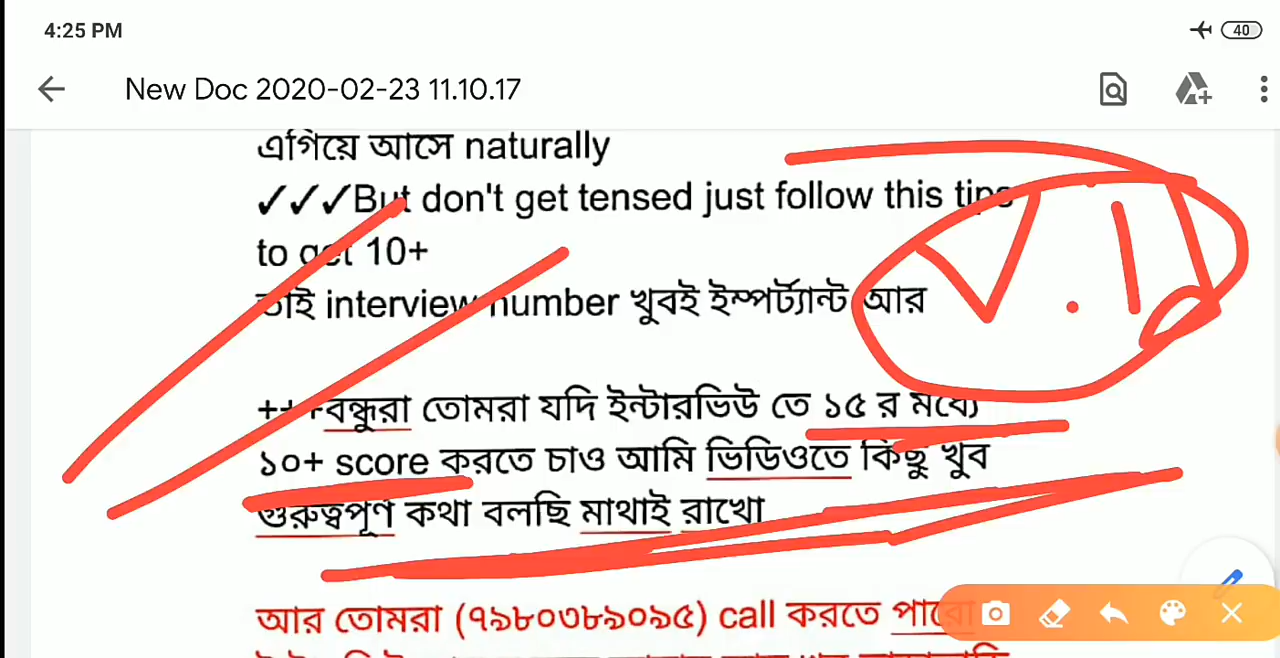 4:25 PM
40
New Doc 2020-02-23 11.10.17
এগিয়ে আসে naturally
✓✓✓But don't get tensed just follow this tips
to get 10+
তাই interview number খুবই ইম্পর্ট্যান্ট আর
V.I
+++বন্ধুরা তোমরা যদি ইন্টারভিউ তে ১৫ র মধ্যে
১০+ score করতে চাও আমি ভিডিওতে কিছু খুব
গুরুত্বপূর্ণ কথা বলছি মাথাই রাখো
আর তোমরা (৭৯৮০৩৮৯০৯৫) call করতে পারো